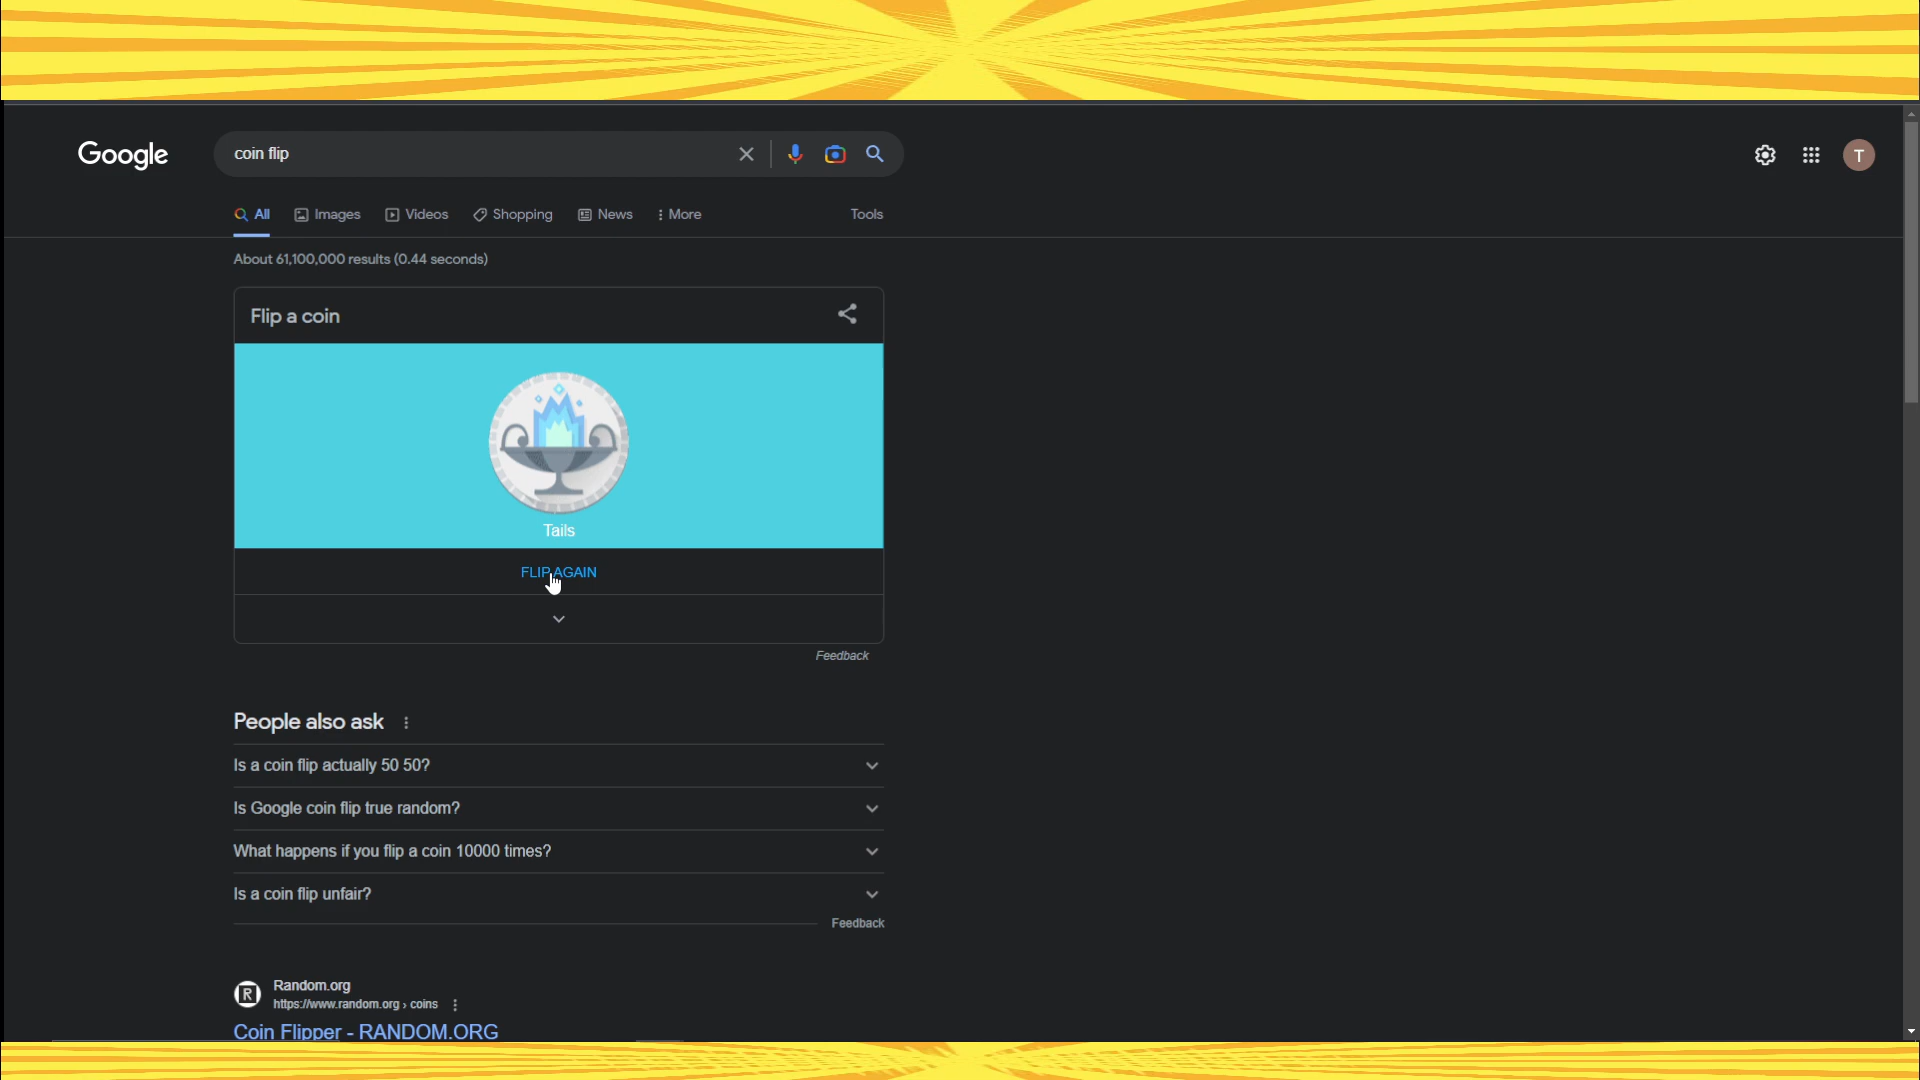 Google
coin flip
All Images Videos Shopping News More Tools
T
About 61,100,000 results (0.44 seconds)
Flip a coin
Tails
FLIP AGAIN
Feedback
People also ask
Is a coin flip actually 50 50?
Is Google coin flip true random?
What happens if you flip a coin 10000 times?
Is a coin flip unfair?
Feedback
R
Random.org
https://www.random.org › coins
Coin Flipper - RANDOM.ORG